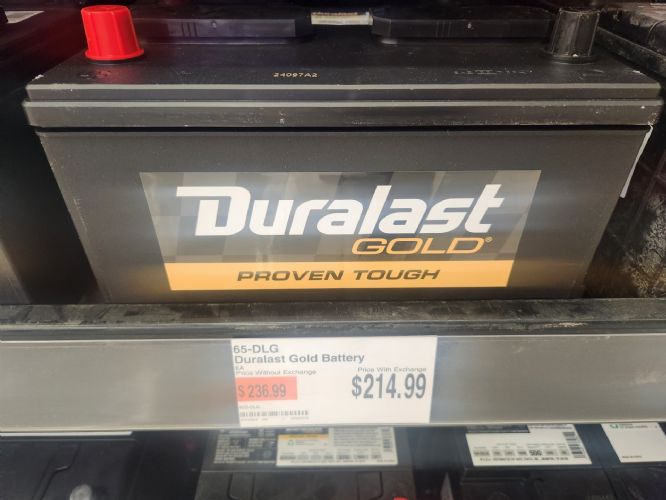 24097A2
Duralast
GOLD®
PROVEN TOUGH
65-DLG
Duralast Gold Battery
EA
Price Without Exchange
Price With Exchange
$236.99
$214.99